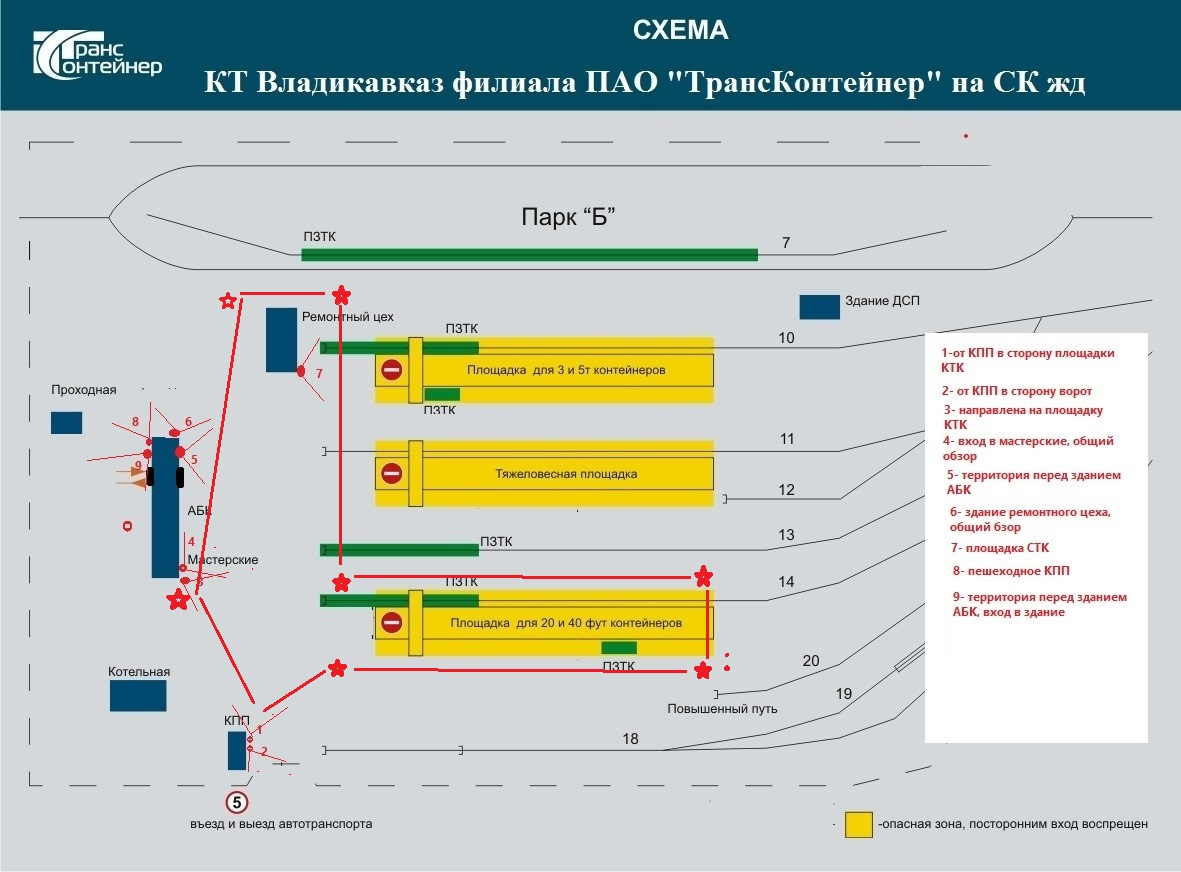 СХЕМА
Транс
Контейнер
КТ Владикавказ филиала ПАО "ТрансКонтейнер" на СК жд
Парк “Б”
ПЗТК
7
Здание ДСП
Ремонтный цех
ПЗТК
10
7
Площадка для 3 и 5т контейнеров
ПЗТК
Проходная
8
6
9
5
11
Тяжеловесная площадка
12
АБК
4
Мастерские
3
ПЗТК
13
ПЗТК
14
Площадка для 20 и 40 фут контейнеров
ПЗТК
20
19
Повышенный путь
Котельная
КПП
1
2
18
5
въезд и выезд автотранспорта
1-от КПП в сторону площадки
КТК
2- от КПП в сторону ворот
3- направлена на площадку
КТК
4- вход в мастерские, общий
обзор
5- территория перед зданием
АБК
6- здание ремонтного цеха,
общий бзор
7- площадка СТК
8- пешеходное КПП
9- территория перед зданием
АБК, вход в здание
-опасная зона, посторонним вход воспрещен